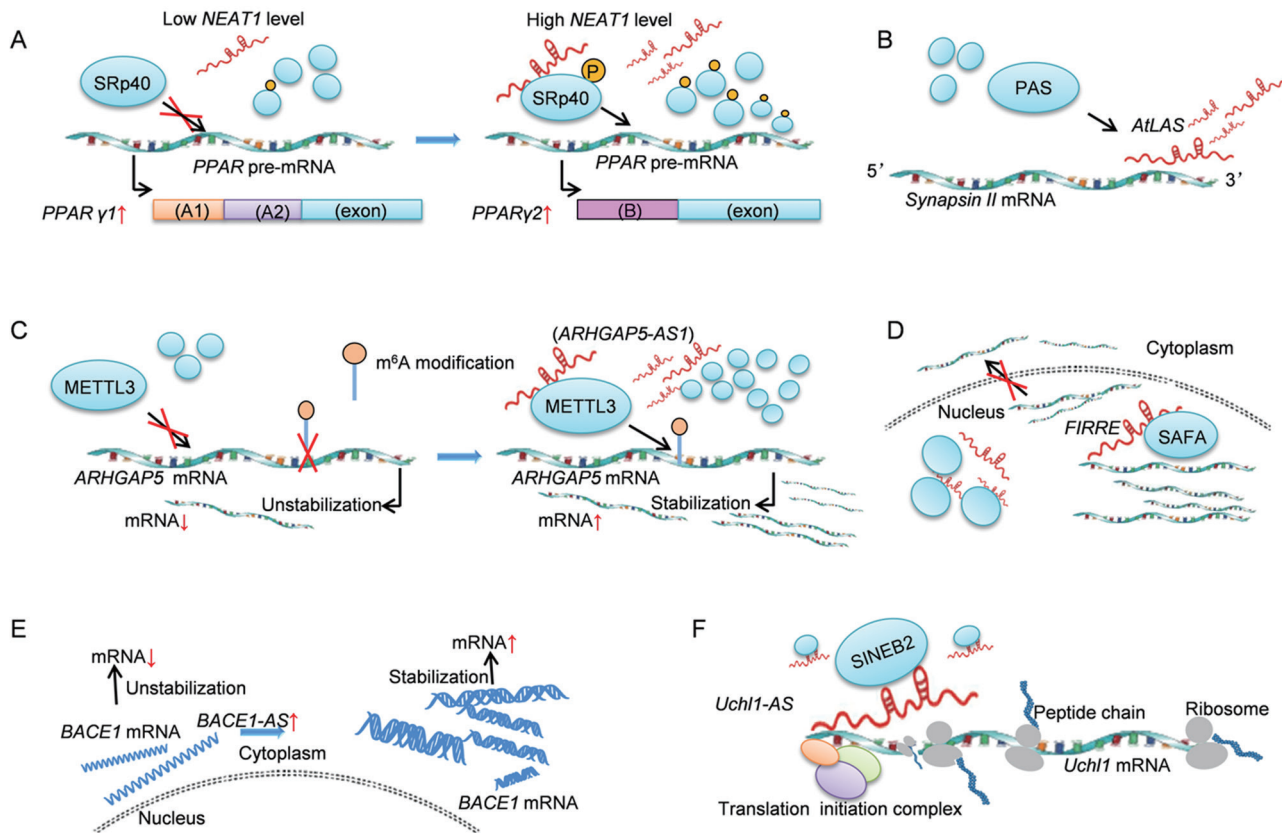 A
Low NEAT1 level
SRp40
PPAR pre-mRNA
PPAR γ1↑
(A1)
(A2)
(exon)
High NEAT1 level
P
SRp40
PPAR pre-mRNA
PPARγ2↑
(B)
(exon)
B
PAS
AtLAS
5’
3’
Synapsin II mRNA
C
METTL3
m⁶A modification
ARHGAP5 mRNA
Unstabilization
mRNA↓
(ARHGAP5-AS1)
METTL3
ARHGAP5 mRNA
Stabilization
mRNA↑
D
Cytoplasm
Nucleus
FIRRE
SAFA
E
mRNA↓
Unstabilization
BACE1 mRNA
BACE1-AS↑
Cytoplasm
Nucleus
mRNA↑
Stabilization
BACE1 mRNA
F
SINEB2
Uchl1-AS
Peptide chain
Ribosome
Uchl1 mRNA
Translation initiation complex